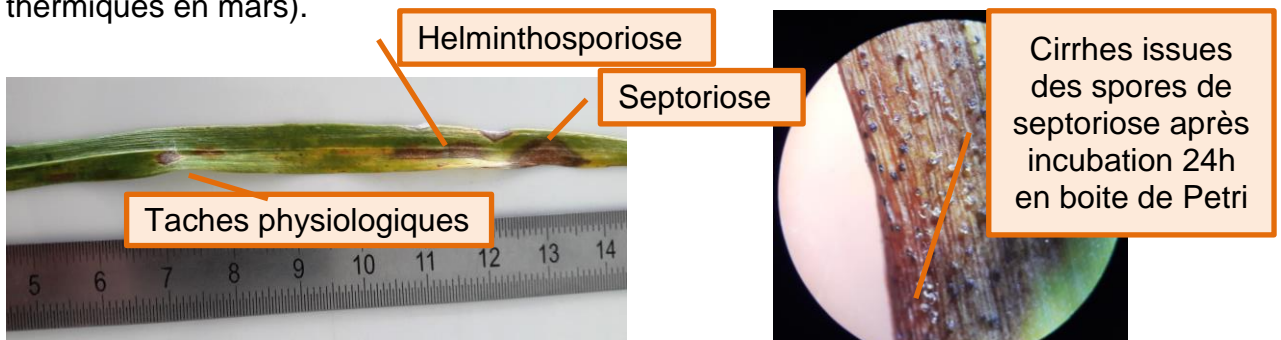 thermiques en mars).
Helminthosporiose
Septoriose
Taches physiologiques
5 6 7 8 9 10 11 12 13 14
Cirrhes issues
des spores de
septoriose après
incubation 24h
en boite de Petri